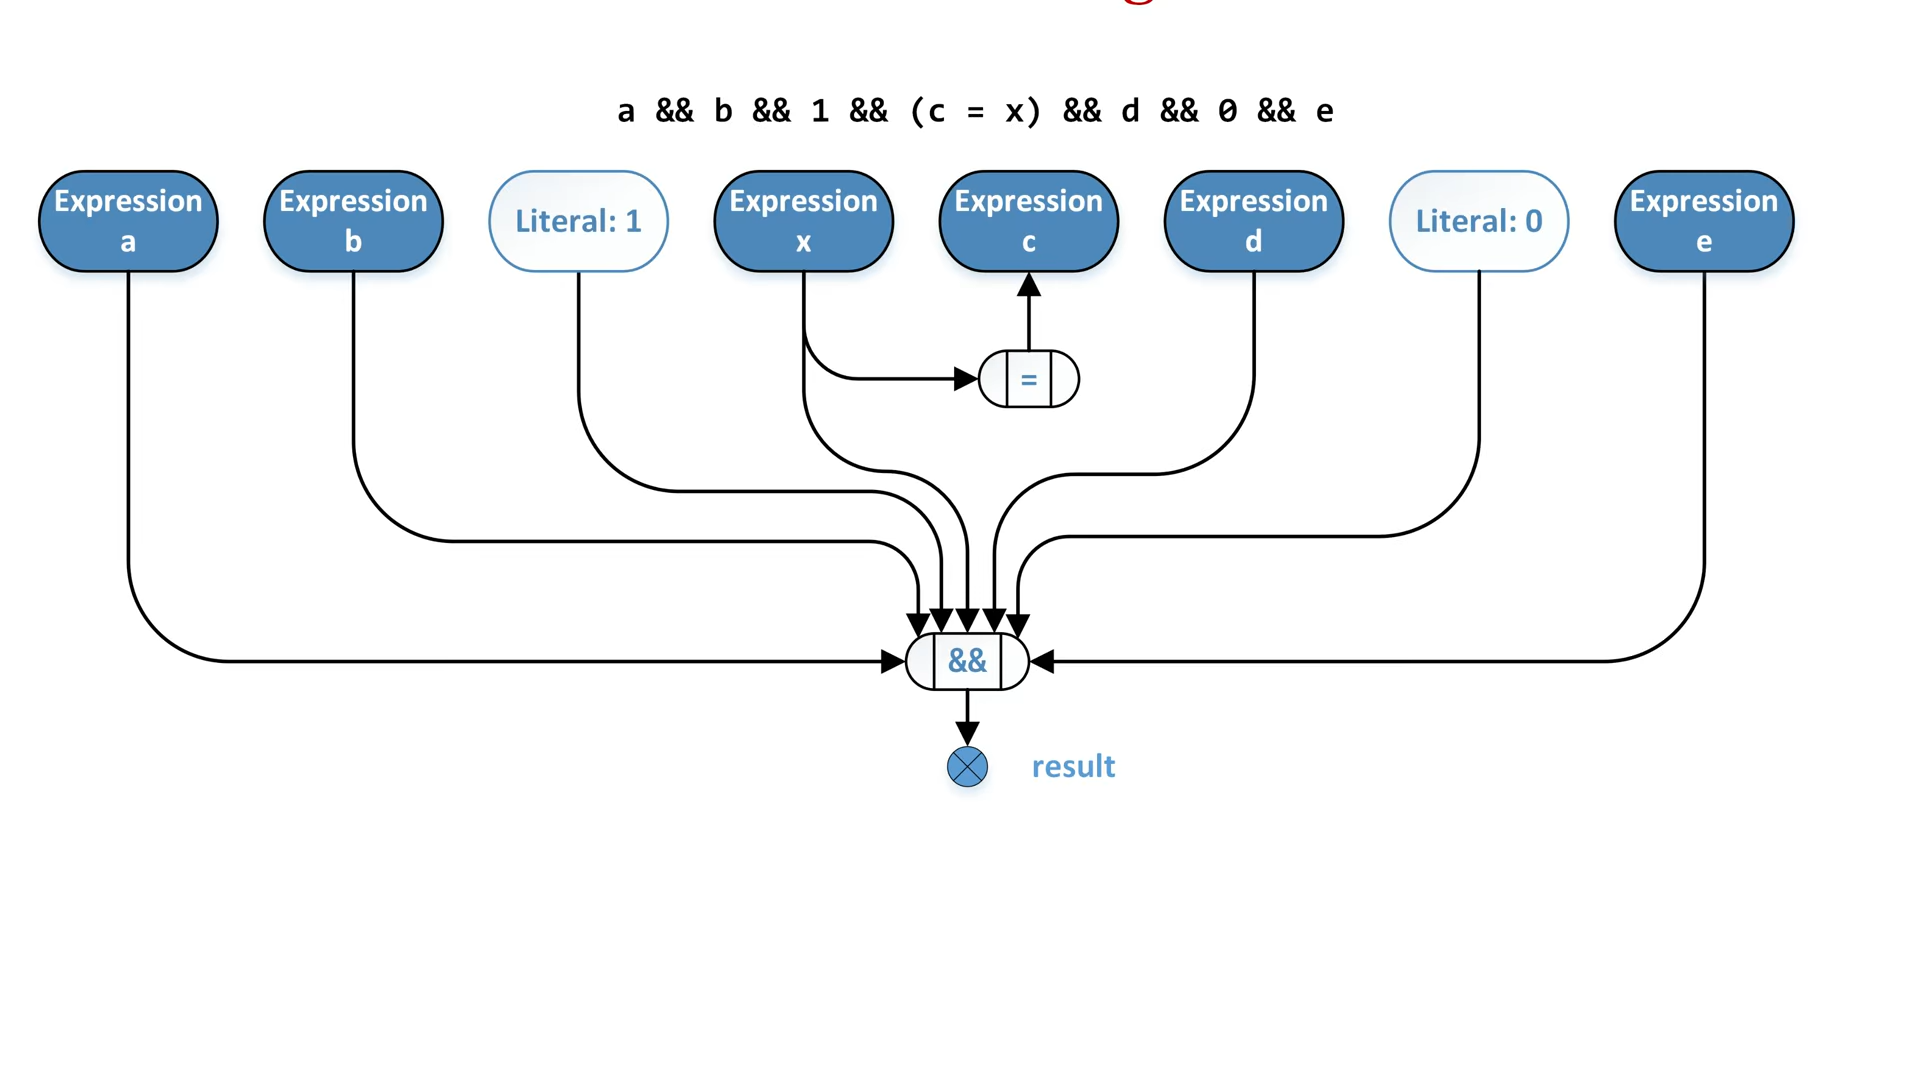 a && b && 1 && (c = x) && d && 0 && e
Expression
a
Expression
b
Literal: 1
Expression
x
Expression
c
Expression
d
Literal: 0
Expression
e
=
&&
result